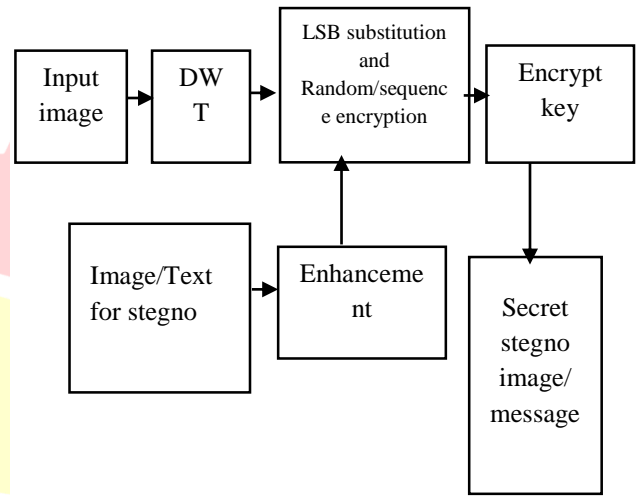 Input
image
DW
T
LSB substitution
and
Random/sequenc
e encryption
Encrypt
key
Image/Text
for stegno
Enhanceme
nt
Secret
stegno
image/
message